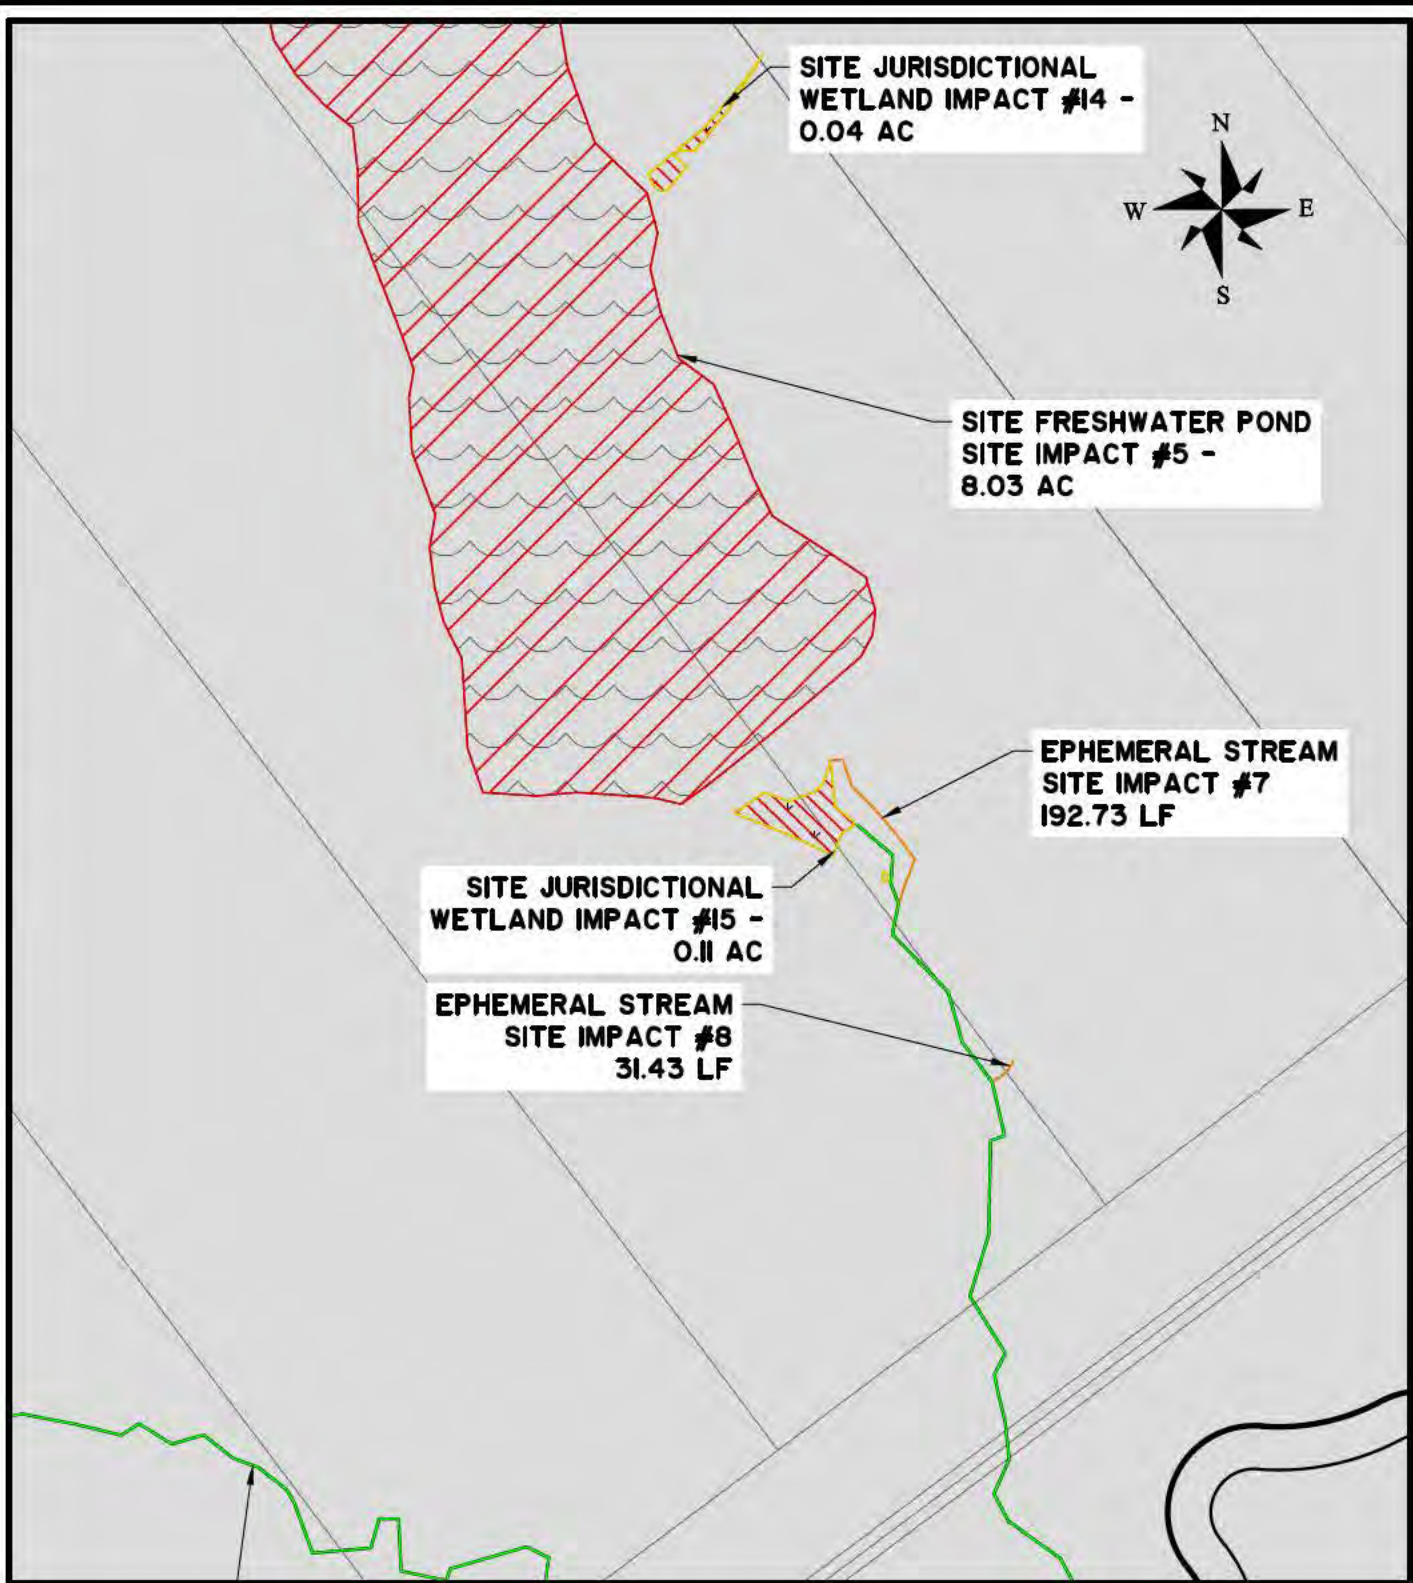 SITE JURISDICTIONAL
WETLAND IMPACT #14 -
0.04 AC
N
W
E
S
SITE FRESHWATER POND
SITE IMPACT #5 -
8.03 AC
EPHEMERAL STREAM
SITE IMPACT #7
192.73 LF
SITE JURISDICTIONAL
WETLAND IMPACT #15 -
0.11 AC
EPHEMERAL STREAM
SITE IMPACT #8
31.43 LF